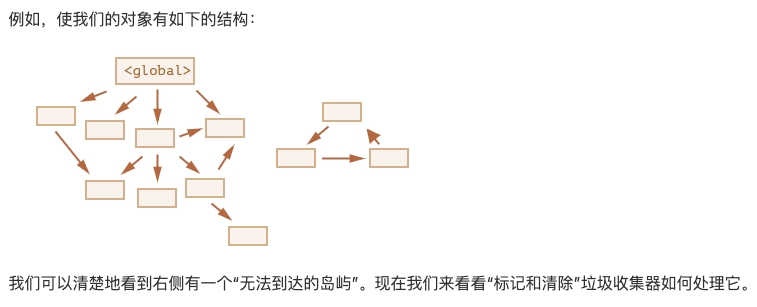 例如，使我们的对象有如下的结构：
<global>
我们可以清楚地看到右侧有一个“无法到达的岛屿”。现在我们来看看“标记和清除”垃圾收集器如何处理它。